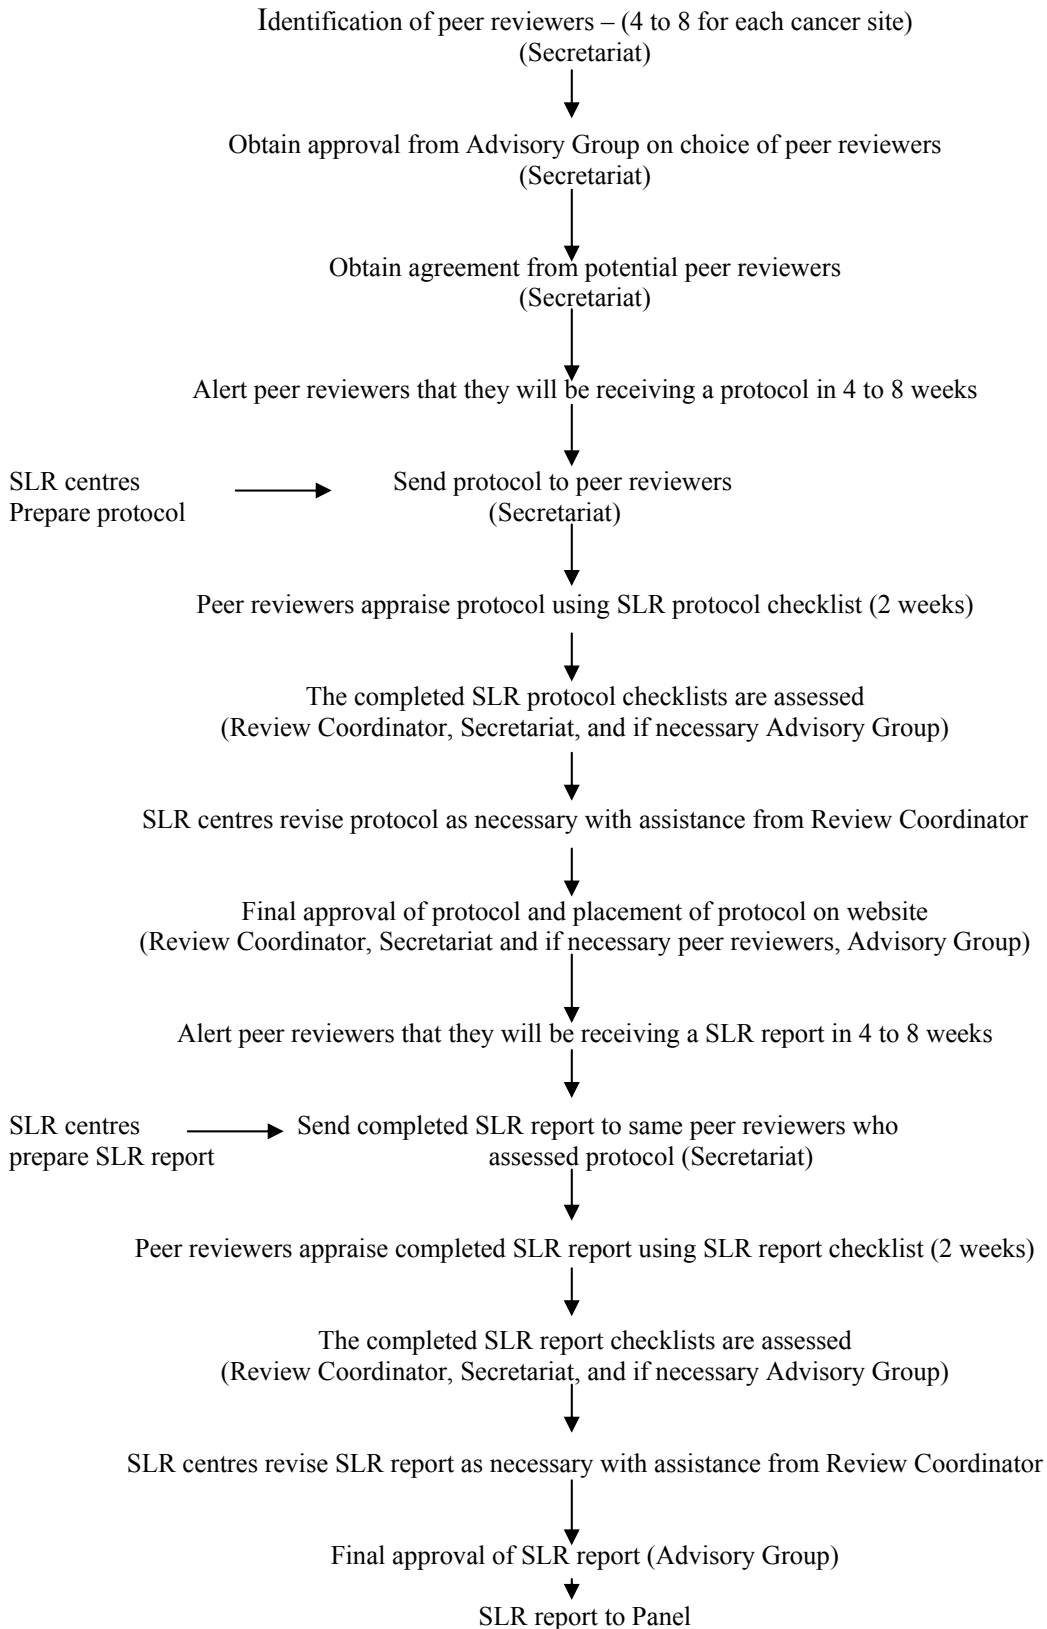 Identification of peer reviewers – (4 to 8 for each cancer site)
(Secretariat)
Obtain approval from Advisory Group on choice of peer reviewers
(Secretariat)
Obtain agreement from potential peer reviewers
(Secretariat)
Alert peer reviewers that they will be receiving a protocol in 4 to 8 weeks
SLR centres
Prepare protocol
Send protocol to peer reviewers
(Secretariat)
Peer reviewers appraise protocol using SLR protocol checklist (2 weeks)
The completed SLR protocol checklists are assessed
(Review Coordinator, Secretariat, and if necessary Advisory Group)
SLR centres revise protocol as necessary with assistance from Review Coordinator
Final approval of protocol and placement of protocol on website
(Review Coordinator, Secretariat and if necessary peer reviewers, Advisory Group)
Alert peer reviewers that they will be receiving a SLR report in 4 to 8 weeks
SLR centres
prepare SLR report
Send completed SLR report to same peer reviewers who
assessed protocol (Secretariat)
Peer reviewers appraise completed SLR report using SLR report checklist (2 weeks)
The completed SLR report checklists are assessed
(Review Coordinator, Secretariat, and if necessary Advisory Group)
SLR centres revise SLR report as necessary with assistance from Review Coordinator
Final approval of SLR report (Advisory Group)
SLR report to Panel